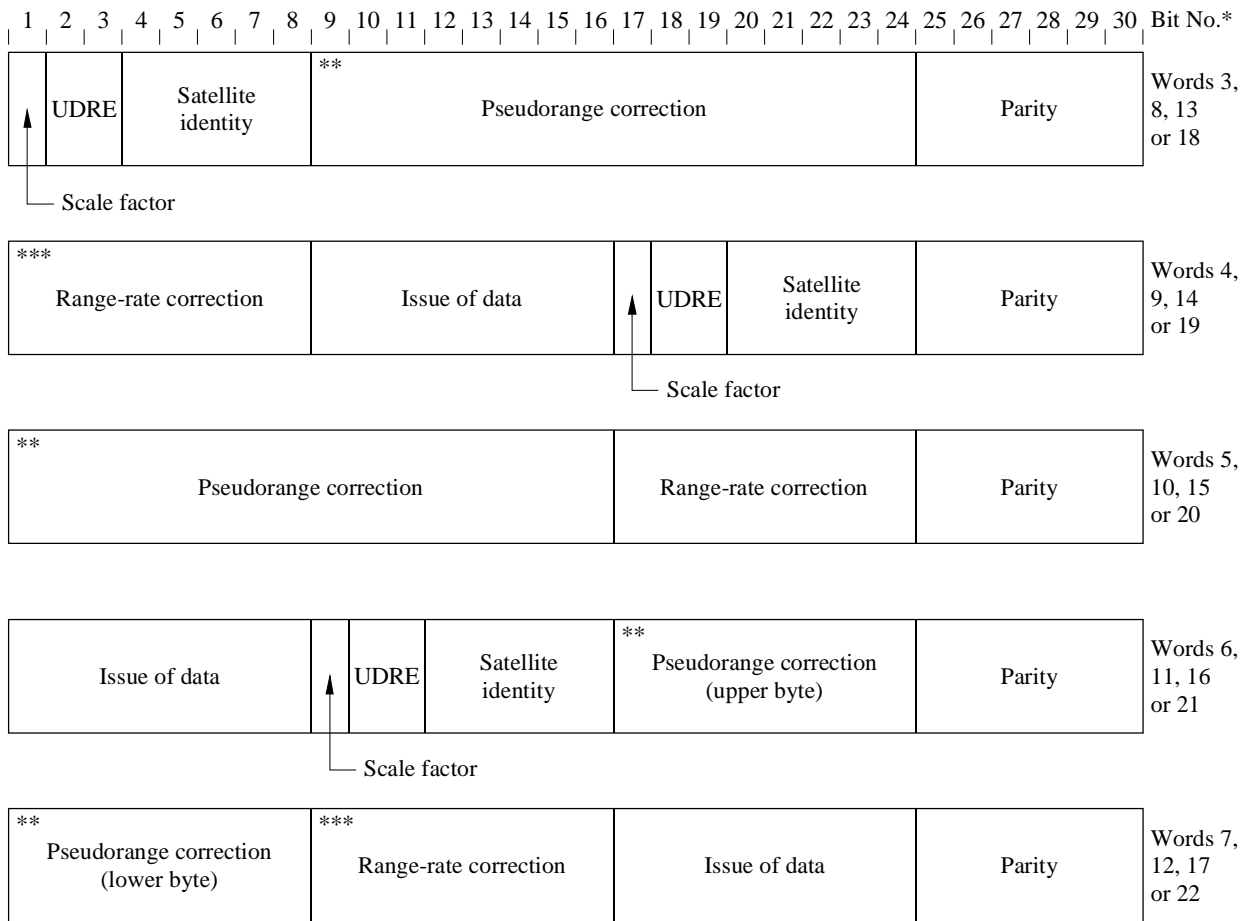 1 2 3 4 5 6 7 8 9 10 11 12 13 14 15 16 17 18 19 20 21 22 23 24 25 26 27 28 29 30 Bit No.*
UDRE
Satellite
identity
**
Pseudorange correction
Parity
Words 3,
8, 13
or 18
Scale factor
***
Range-rate correction
Issue of data
UDRE
Satellite
identity
Parity
Words 4,
9, 14
or 19
Scale factor
**
Pseudorange correction
Range-rate correction
Parity
Words 5,
10, 15
or 20
Issue of data
UDRE
Satellite
identity
**
Pseudorange correction
(upper byte)
Parity
Words 6,
11, 16
or 21
Scale factor
**
Pseudorange correction
(lower byte)
***
Range-rate correction
Issue of data
Parity
Words 7,
12, 17
or 22